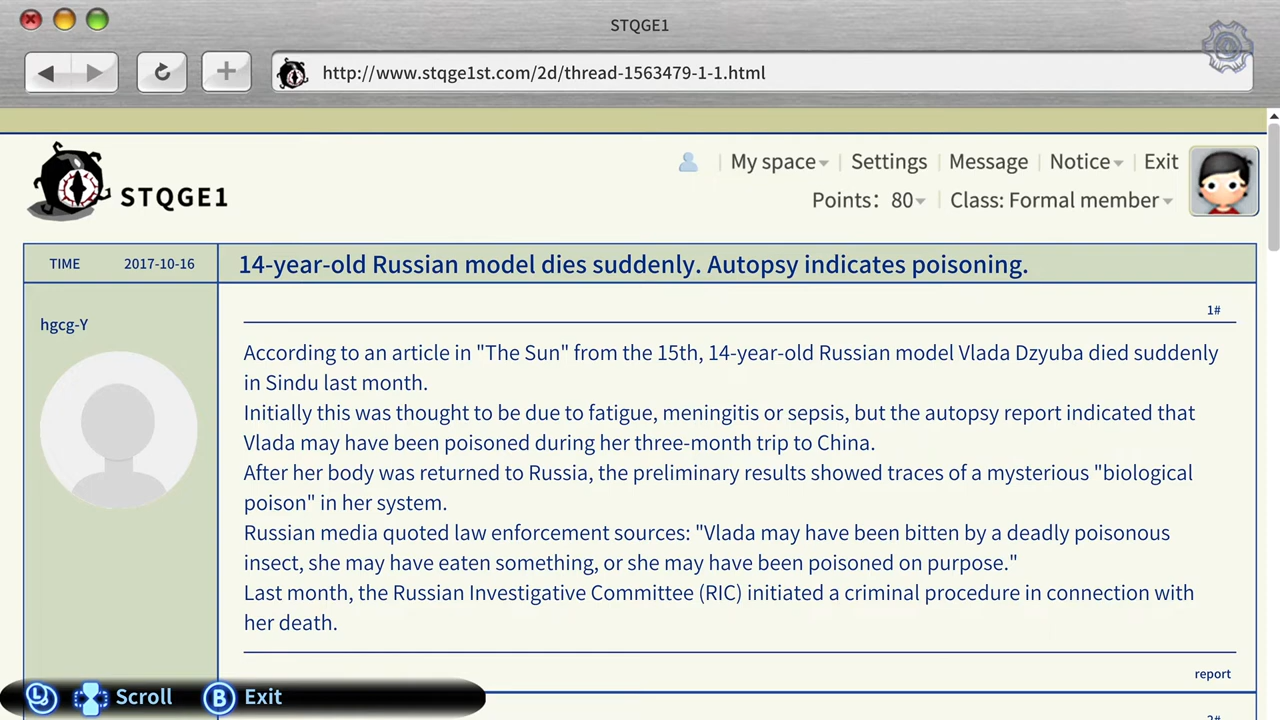 STQGE1
http://www.stqge1st.com/2d/thread-1563479-1-1.html
My space | Settings | Message | Notice | Exit
STQGE1
Points: 80 | Class: Formal member
TIME 2017-10-16 14-year-old Russian model dies suddenly. Autopsy indicates poisoning.
1#
hgcg-Y
According to an article in "The Sun" from the 15th, 14-year-old Russian model Vlada Dzyuba died suddenly
in Sindu last month.
Initially this was thought to be due to fatigue, meningitis or sepsis, but the autopsy report indicated that
Vlada may have been poisoned during her three-month trip to China.
After her body was returned to Russia, the preliminary results showed traces of a mysterious "biological
poison" in her system.
Russian media quoted law enforcement sources: "Vlada may have been bitten by a deadly poisonous
insect, she may have eaten something, or she may have been poisoned on purpose."
Last month, the Russian Investigative Committee (RIC) initiated a criminal procedure in connection with
her death.
report
L Scroll B Exit